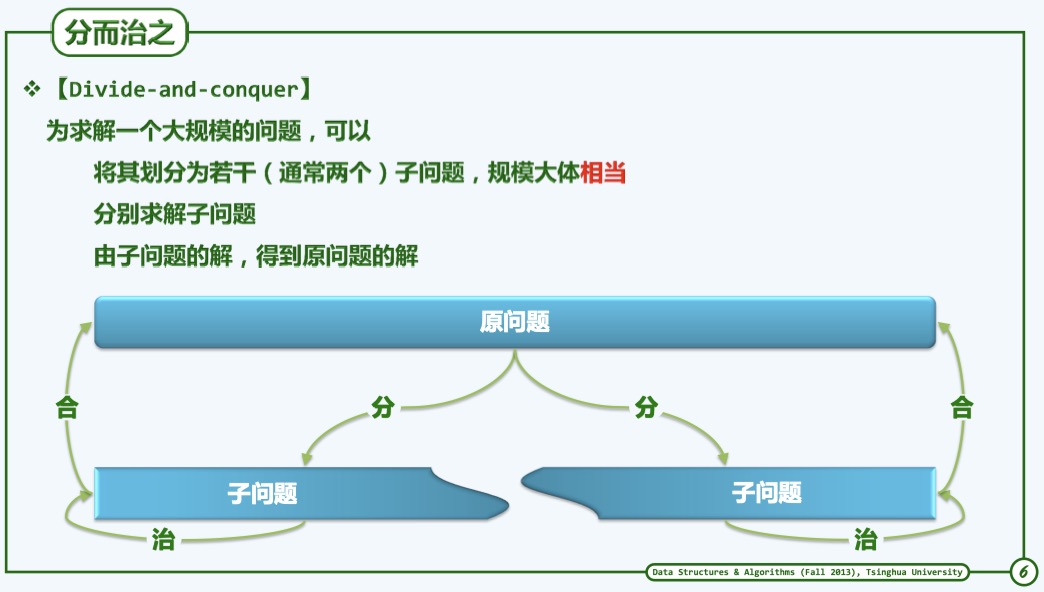 分而治之
❖【Divide-and-conquer】
为求解一个大规模的问题，可以
将其划分为若干（通常两个）子问题，规模大体相当
分别求解子问题
由子问题的解，得到原问题的解
原问题
合 分 分 合
子问题 子问题
治 治
Data Structures & Algorithms (Fall 2013), Tsinghua University
6